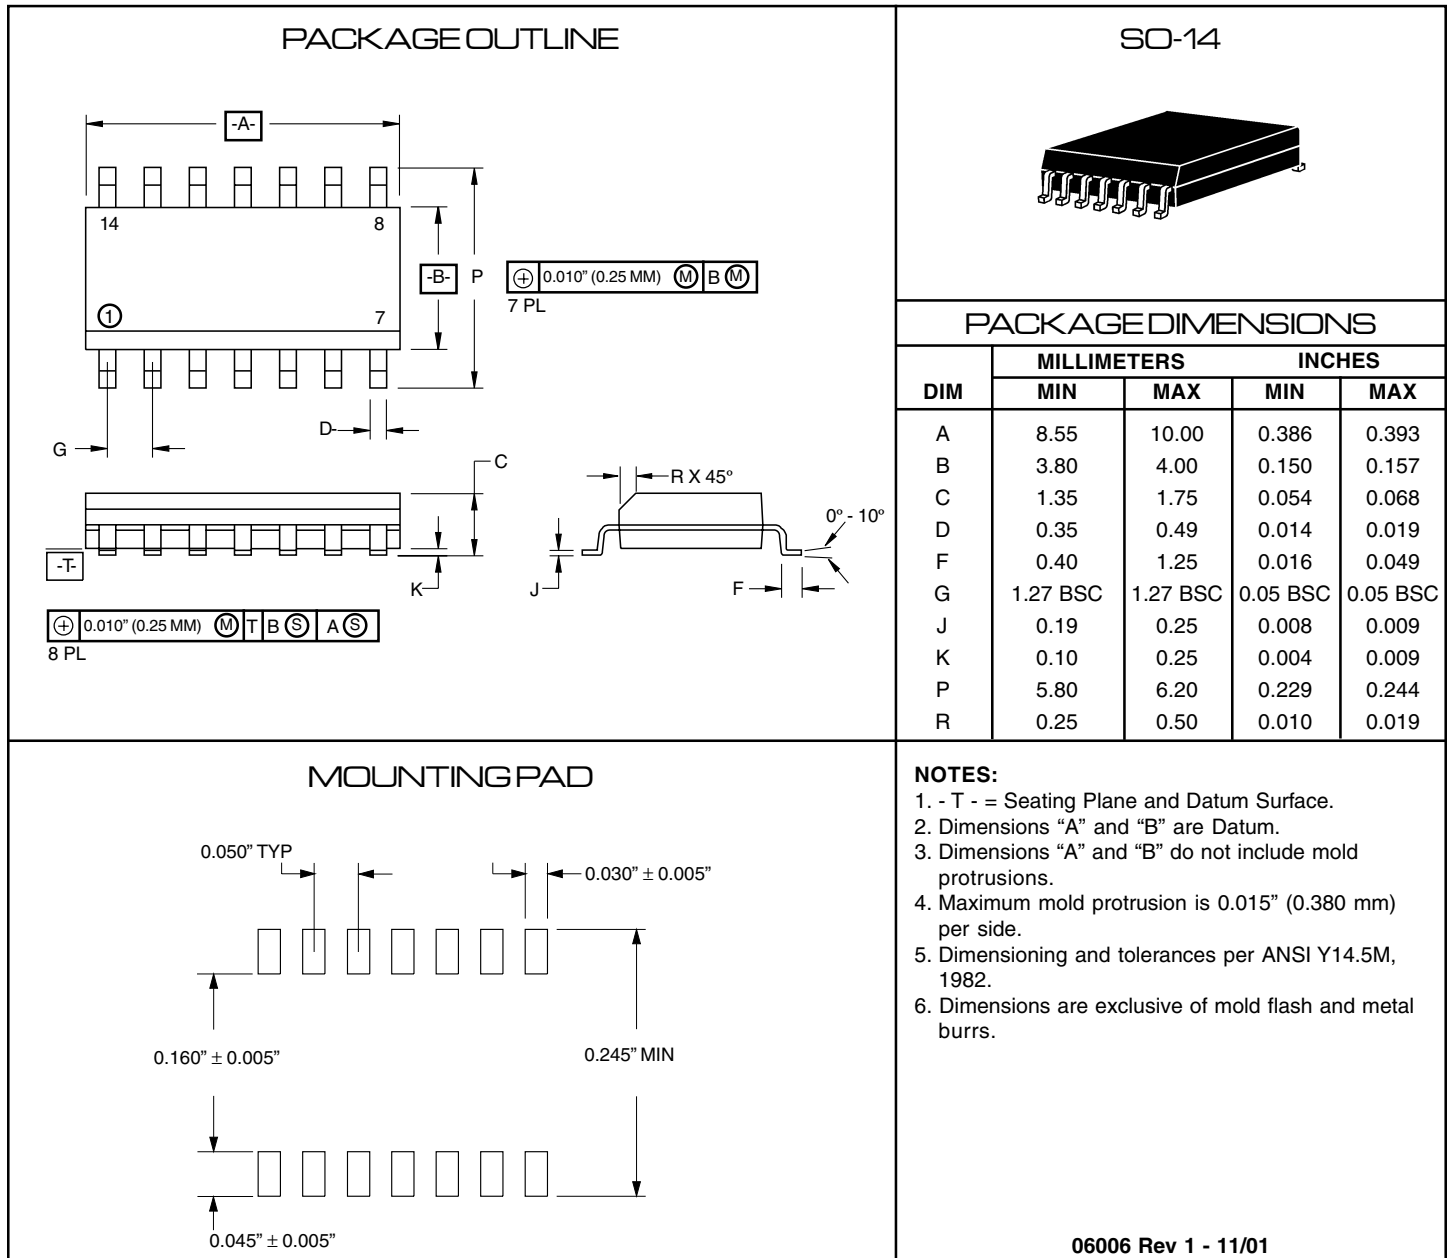 PACKAGE OUTLINE
-A-
14 8
-B- P
1 7
⊕ 0.010” (0.25 MM) Ⓜ B Ⓜ
7 PL
D
G
C
R X 45º
0º - 10º
-T-
K
J
F
⊕ 0.010” (0.25 MM) Ⓜ T B Ⓢ A Ⓢ
8 PL
SO-14
PACKAGE DIMENSIONS
MILLIMETERS INCHES
DIM MIN MAX MIN MAX
A 8.55 10.00 0.386 0.393
B 3.80 4.00 0.150 0.157
C 1.35 1.75 0.054 0.068
D 0.35 0.49 0.014 0.019
F 0.40 1.25 0.016 0.049
G 1.27 BSC 1.27 BSC 0.05 BSC 0.05 BSC
J 0.19 0.25 0.008 0.009
K 0.10 0.25 0.004 0.009
P 5.80 6.20 0.229 0.244
R 0.25 0.50 0.010 0.019
MOUNTING PAD
0.050” TYP
0.030” ± 0.005”
0.160” ± 0.005”
0.245” MIN
0.045” ± 0.005”
NOTES:
1. - T - = Seating Plane and Datum Surface.
2. Dimensions “A” and “B” are Datum.
3. Dimensions “A” and “B” do not include mold
protrusions.
4. Maximum mold protrusion is 0.015” (0.380 mm)
per side.
5. Dimensioning and tolerances per ANSI Y14.5M,
1982.
6. Dimensions are exclusive of mold flash and metal
burrs.
06006 Rev 1 - 11/01